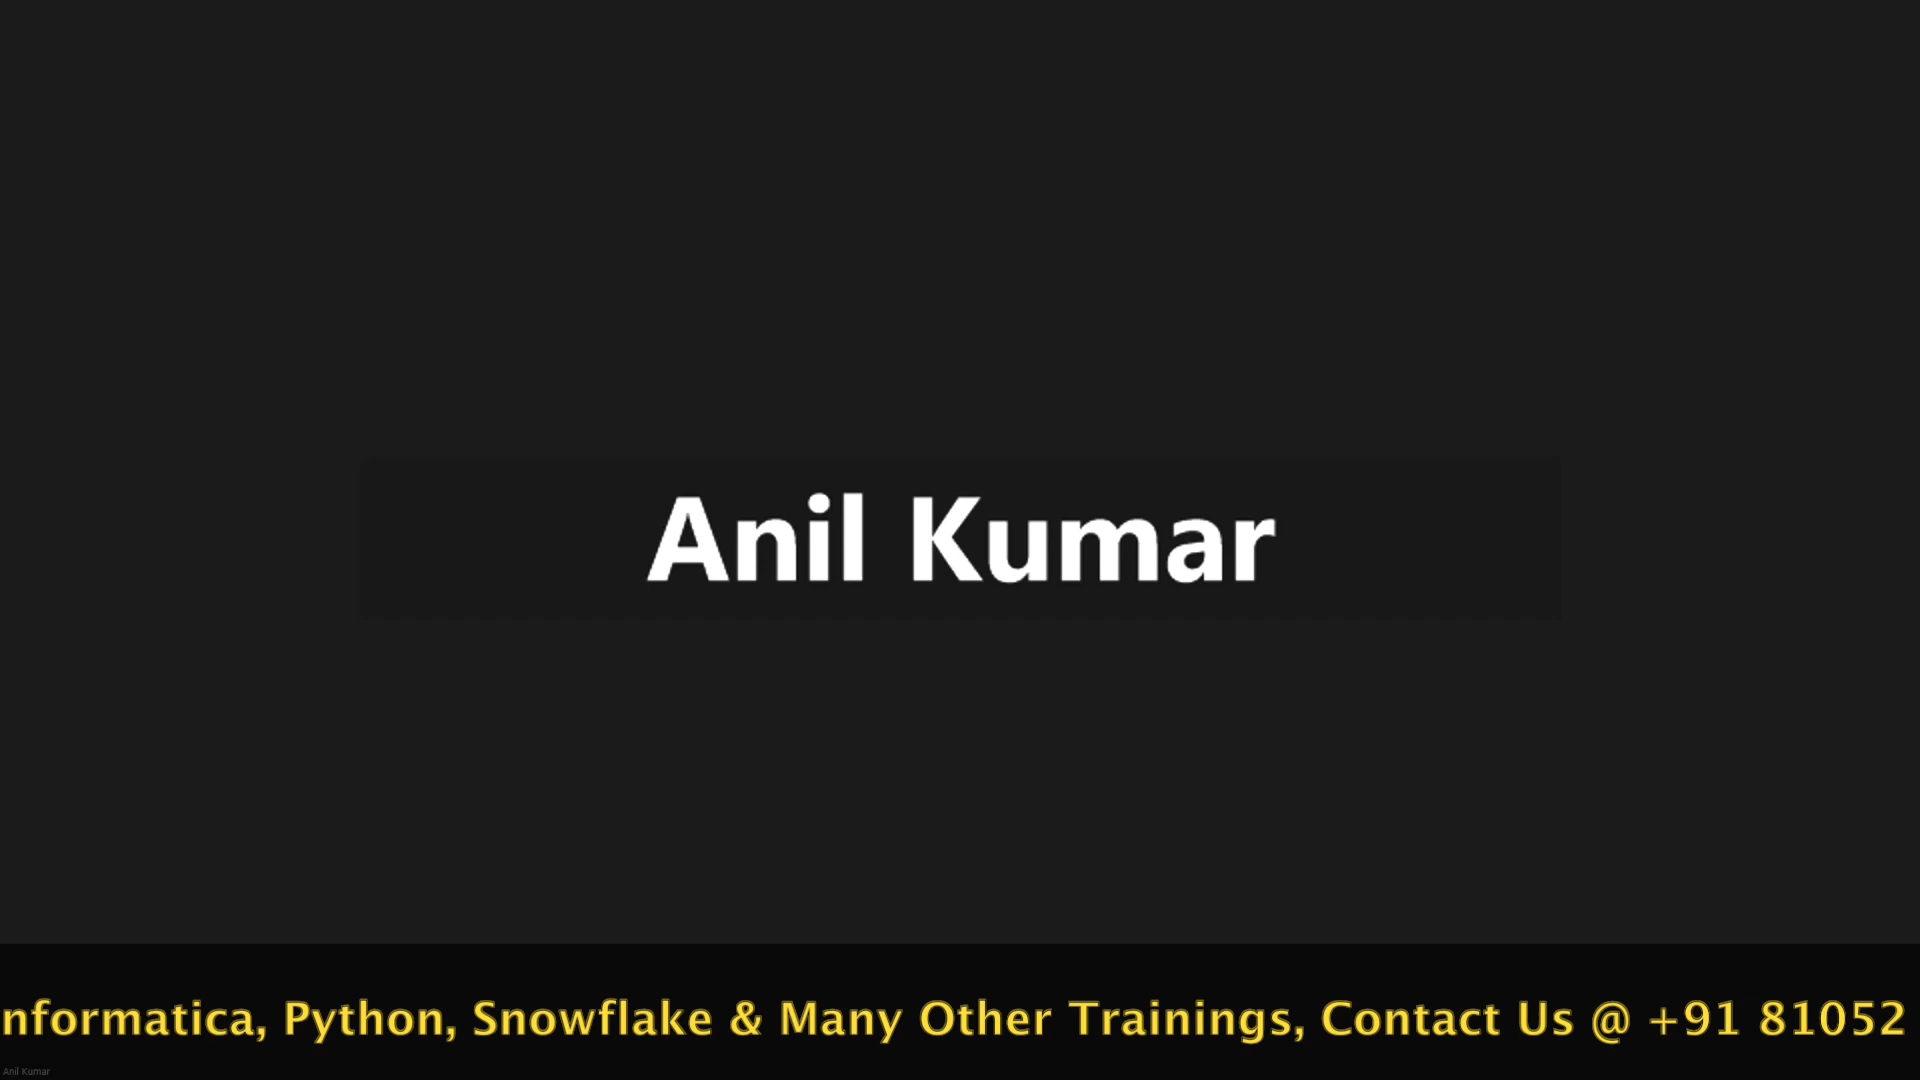 Anil Kumar
nformatica, Python, Snowflake & Many Other Trainings, Contact Us @ +91 81052
Anil Kumar